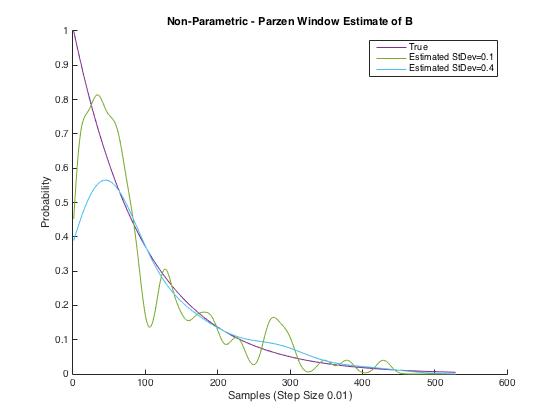 Non-Parametric - Parzen Window Estimate of B
True
Estimated StDev=0.1
Estimated StDev=0.4
1
0.9
0.8
0.7
0.6
0.5
0.4
0.3
0.2
0.1
0
Probability
0 100 200 300 400 500 600
Samples (Step Size 0.01)